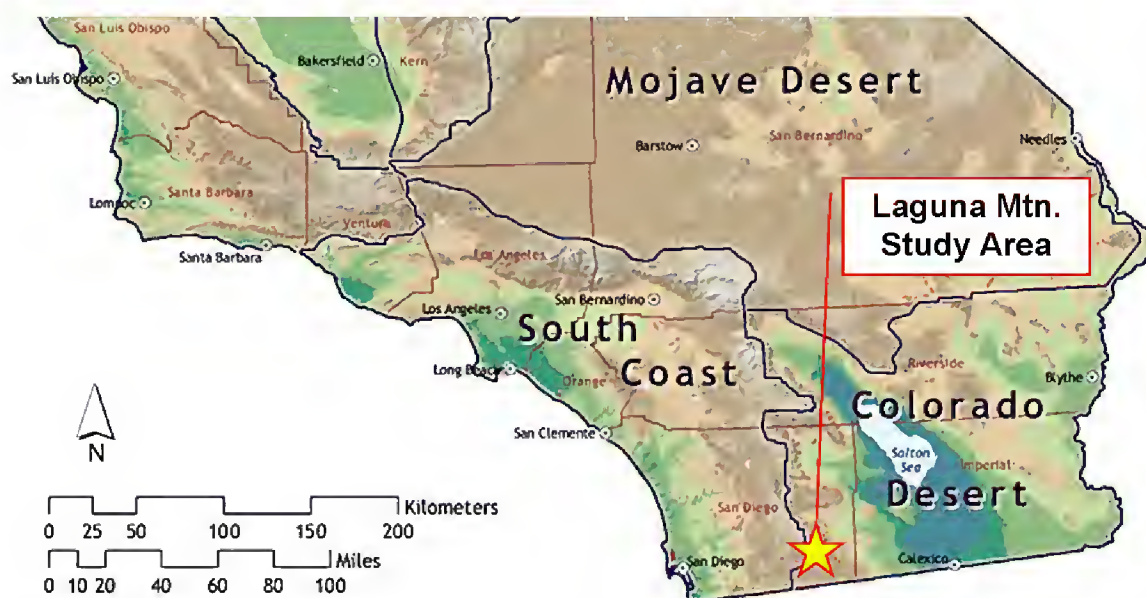 San Luis Obispo
Bakersfield
Kern
San Luis Obispo
Mojave Desert
Barstow
San Bernardino
Needles
Santa Barbara
Lompoc
Ventura
Laguna Mtn.
Study Area
Santa Barbara
Los Angeles
San Bernardino
Los Angeles
South
Coast
Long Beach
Orange
Riverside
Blythe
Colorado
Desert
San Clemente
Salton
Sea
Imperial
N
San Diego
San Diego
Calexico
Kilometers
0 25 50 100 150 200
Miles
0 10 20 40 60 80 100